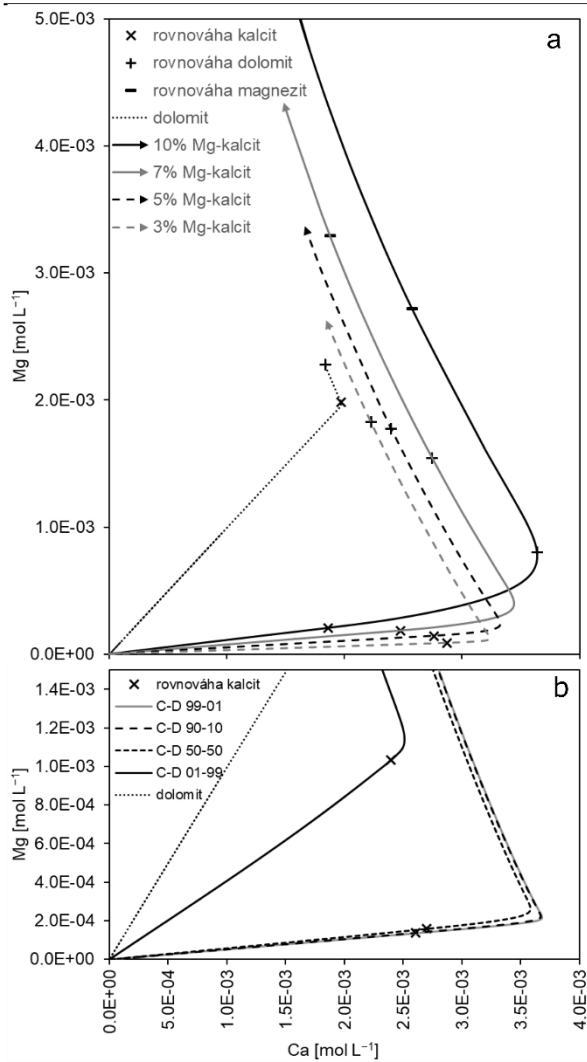 a
5.0E-03
4.0E-03
3.0E-03
2.0E-03
1.0E-03
0.0E+00
Mg [mol L⁻¹]
rovnováha kalcit
rovnováha dolomit
rovnováha magnezit
dolomit
10% Mg-kalcit
7% Mg-kalcit
5% Mg-kalcit
3% Mg-kalcit
b
1.4E-03
1.2E-03
1.0E-03
8.0E-04
6.0E-04
4.0E-04
2.0E-04
0.0E+00
Mg [mol L⁻¹]
rovnováha kalcit
C-D 99-01
C-D 90-10
C-D 50-50
C-D 01-99
dolomit
0.0E+00
5.0E-04
1.0E-03
1.5E-03
2.0E-03
2.5E-03
3.0E-03
3.5E-03
4.0E-03
Ca [mol L⁻¹]